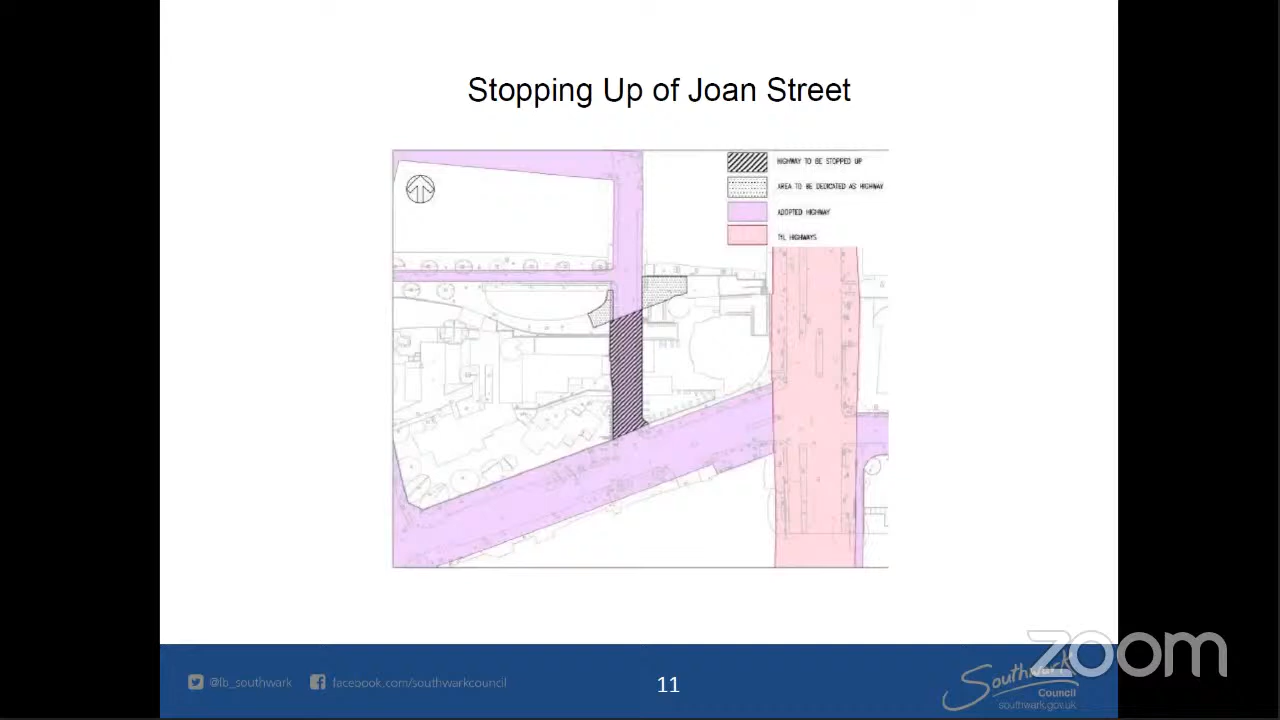 Stopping Up of Joan Street
HIGHWAY TO BE STOPPED UP
AREA TO BE DEDICATED AS HIGHWAY
ADOPTED HIGHWAY
TfL HIGHWAYS
zoom
@lb_southwark
facebook.com/southwarkcouncil
11
Southwark
Council
southwark.gov.uk